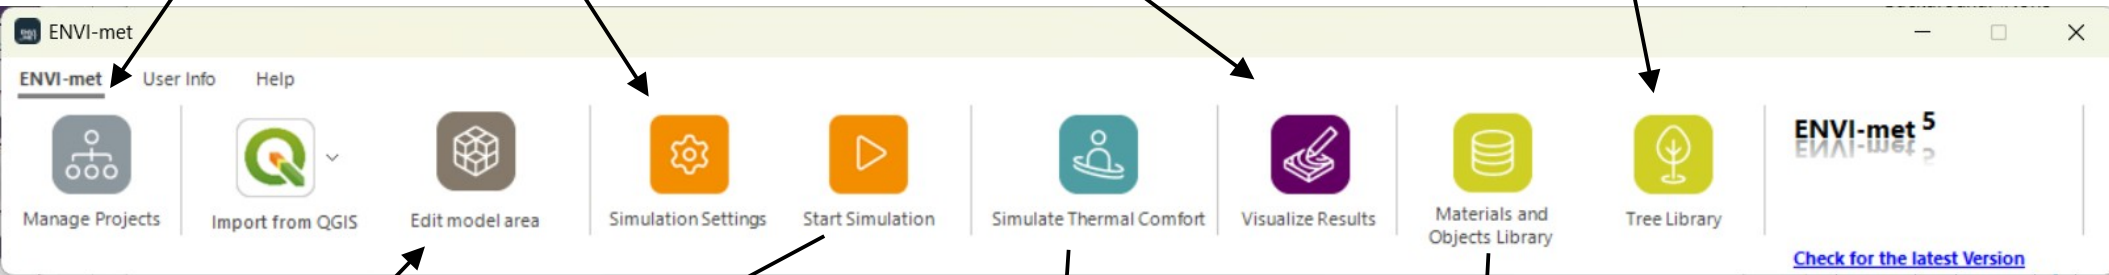 ENVI-met
ENVI-met User Info Help
Manage Projects
Import from QGIS
Edit model area
Simulation Settings
Start Simulation
Simulate Thermal Comfort
Visualize Results
Materials and
Objects Library
Tree Library
ENVI-met 5
Check for the latest Version